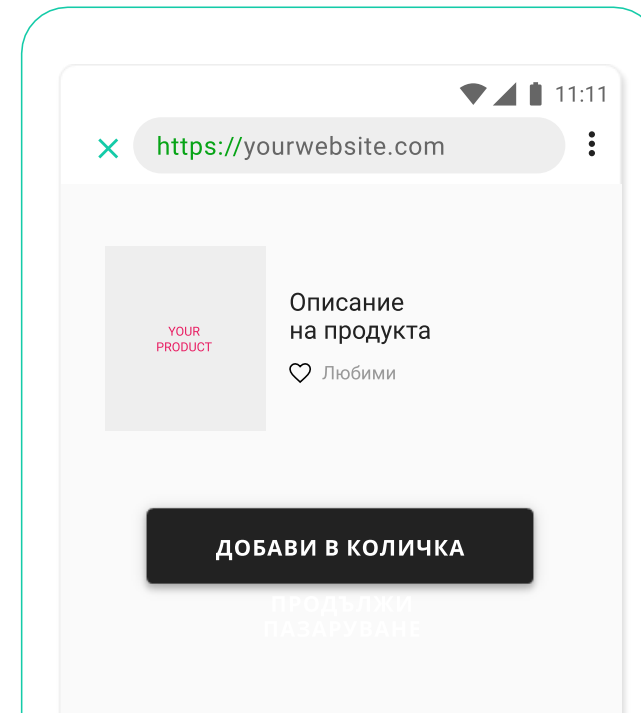 11:11
https://yourwebsite.com
YOUR
PRODUCT
Описание
на продукта
Любими
ДОБАВИ В КОЛИЧКА
ПРОДЪЛЖИ
ПАЗАРУВАНЕ